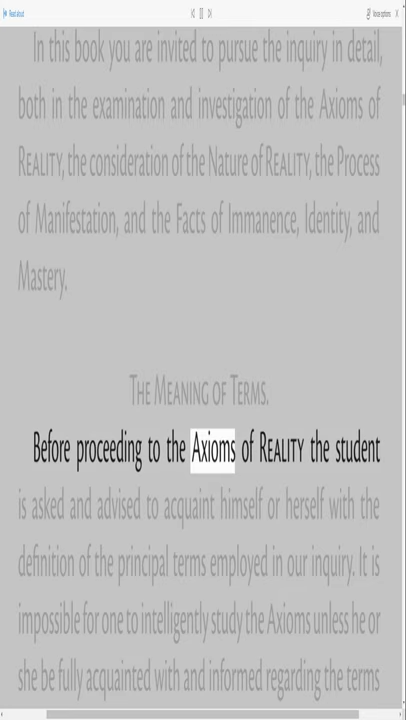 Read aloud
Voice options
In this book you are invited to pursue the inquiry in detail,
both in the examination and investigation of the Axioms of
REALITY, the consideration of the Nature of REALITY, the Process
of Manifestation, and the Facts of Immanence, Identity, and
Mastery.
THE MEANING OF TERMS.
Before proceeding to the Axioms of REALITY the student
is asked and advised to acquaint himself or herself with the
definition of the principal terms employed in our inquiry. It is
impossible for one to intelligently study the Axioms unless he or
she be fully acquainted with and informed regarding the terms